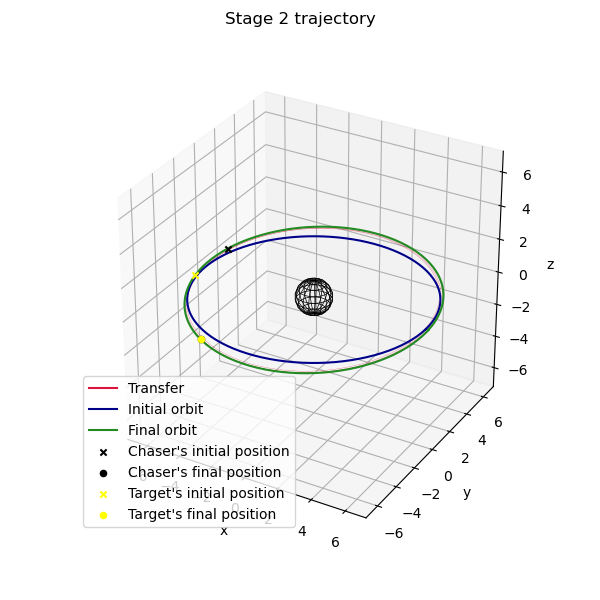 Stage 2 trajectory
6
4
2
0
−2
−4
−6
z
6
4
2
0
−2
−4
−6
y
4
6
x
Transfer
Initial orbit
Final orbit
Chaser's initial position
Chaser's final position
Target's initial position
Target's final position